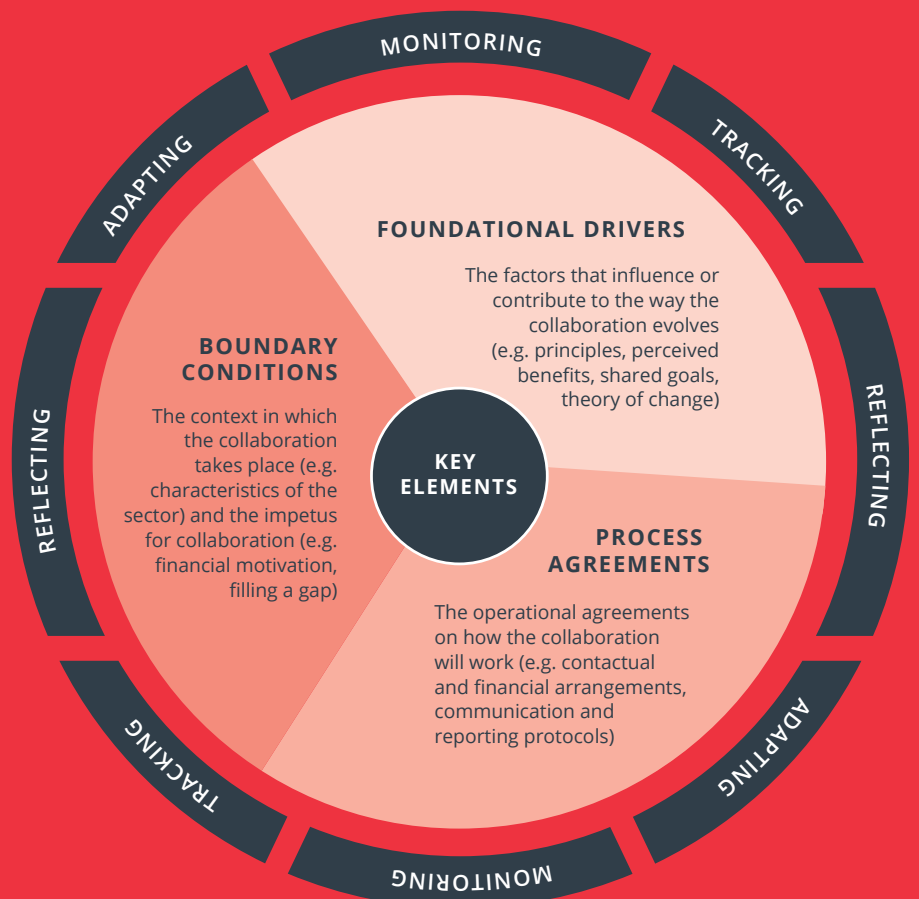 MONITORING
TRACKING
REFLECTING
ADAPTING
MONITORING
TRACKING
REFLECTING
ADAPTING
FOUNDATIONAL DRIVERS
The factors that influence or
contribute to the way the
collaboration evolves
(e.g. principles, perceived
benefits, shared goals,
theory of change)
BOUNDARY
CONDITIONS
The context in which
the collaboration
takes place (e.g.
characteristics of the
sector) and the impetus
for collaboration (e.g.
financial motivation,
filling a gap)
KEY
ELEMENTS
PROCESS
AGREEMENTS
The operational agreements
on how the collaboration
will work (e.g. contactual
and financial arrangements,
communication and
reporting protocols)